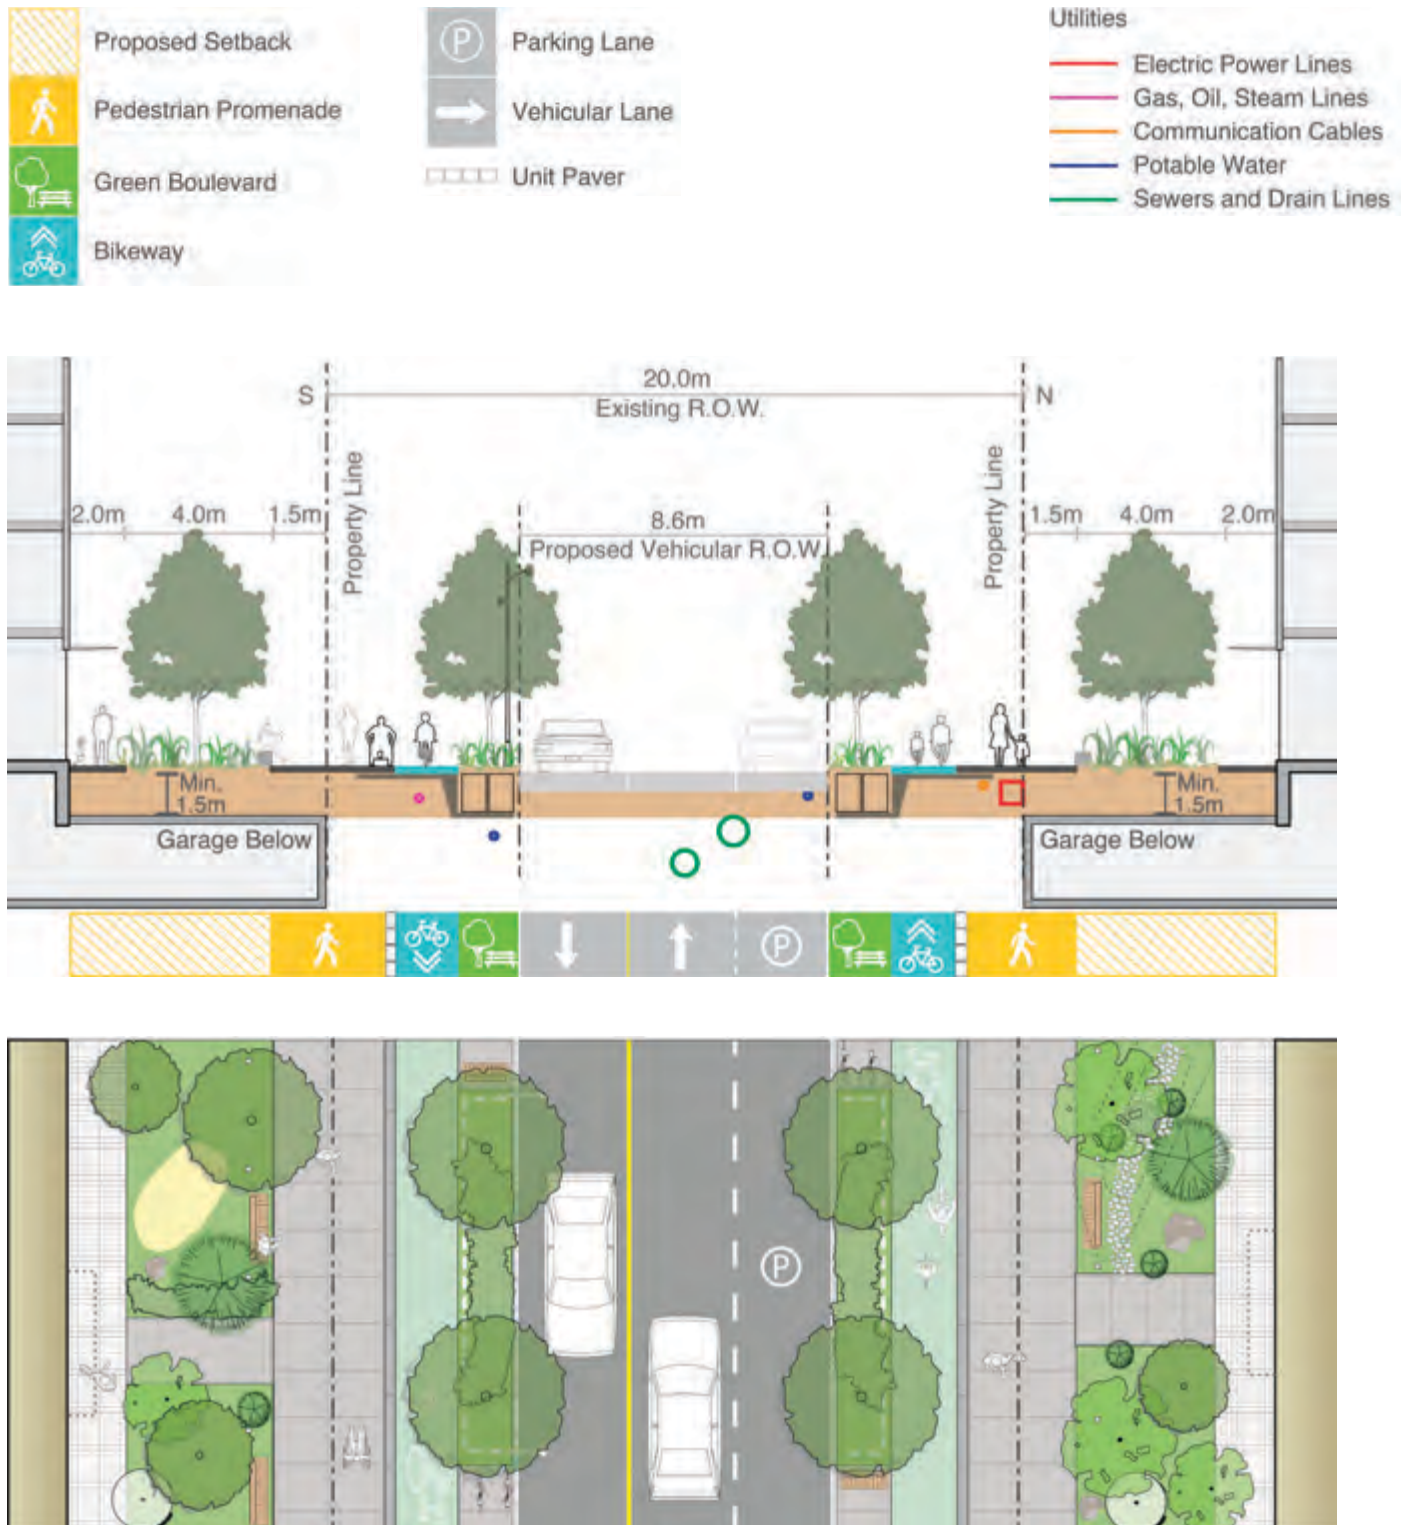 Proposed Setback
Pedestrian Promenade
Green Boulevard
Bikeway
P Parking Lane
Vehicular Lane
Unit Paver
Utilities
Electric Power Lines
Gas, Oil, Steam Lines
Communication Cables
Potable Water
Sewers and Drain Lines
S
20.0m
N
Existing R.O.W.
Property Line
Property Line
2.0m 4.0m 1.5m
8.6m
1.5m 4.0m 2.0m
Proposed Vehicular R.O.W.
Min.
1.5m
Min.
1.5m
Garage Below
Garage Below
P
P